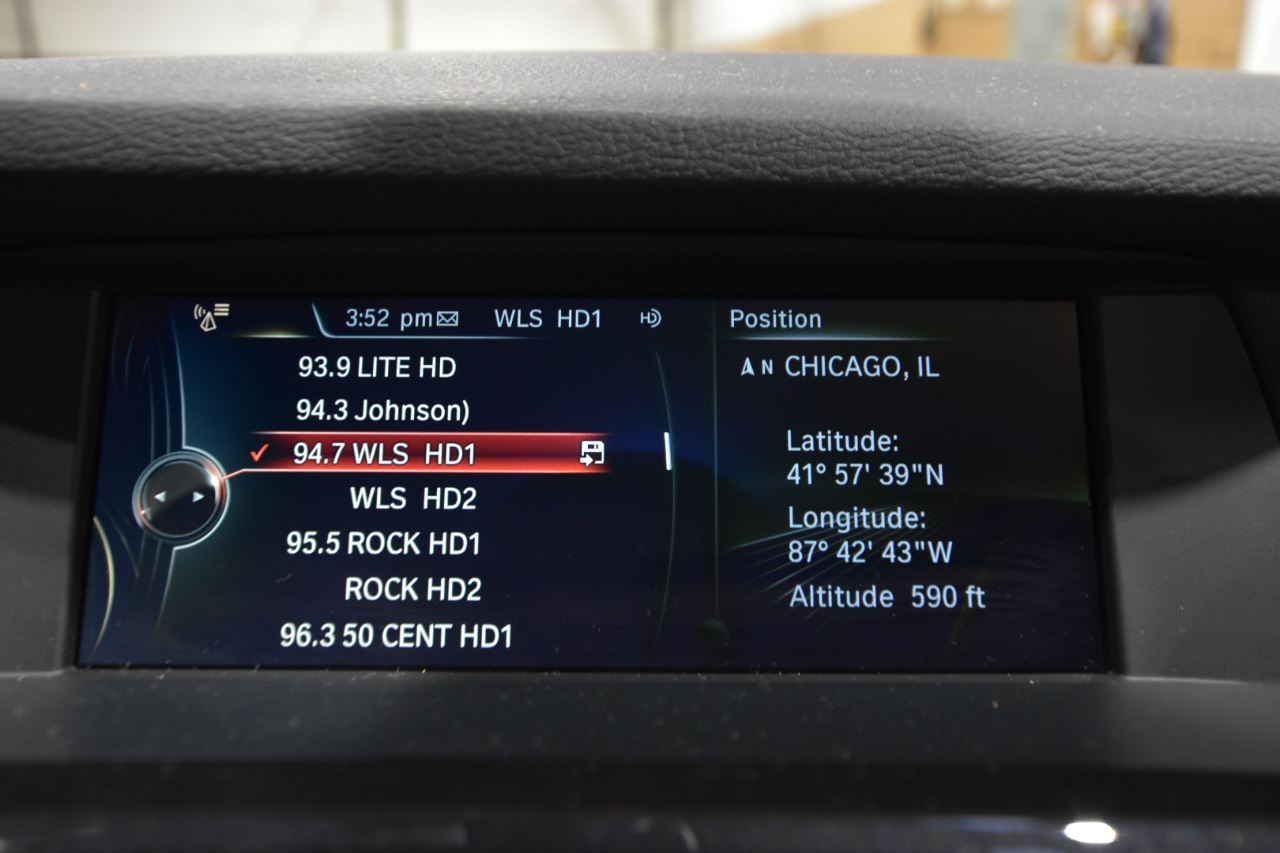 3:52 pm WLS HD1 HD
93.9 LITE HD
94.3 Johnson)
94.7 WLS HD1
WLS HD2
95.5 ROCK HD1
ROCK HD2
96.3 50 CENT HD1
Position
N CHICAGO, IL
Latitude:
41° 57' 39"N
Longitude:
87° 42' 43"W
Altitude 590 ft